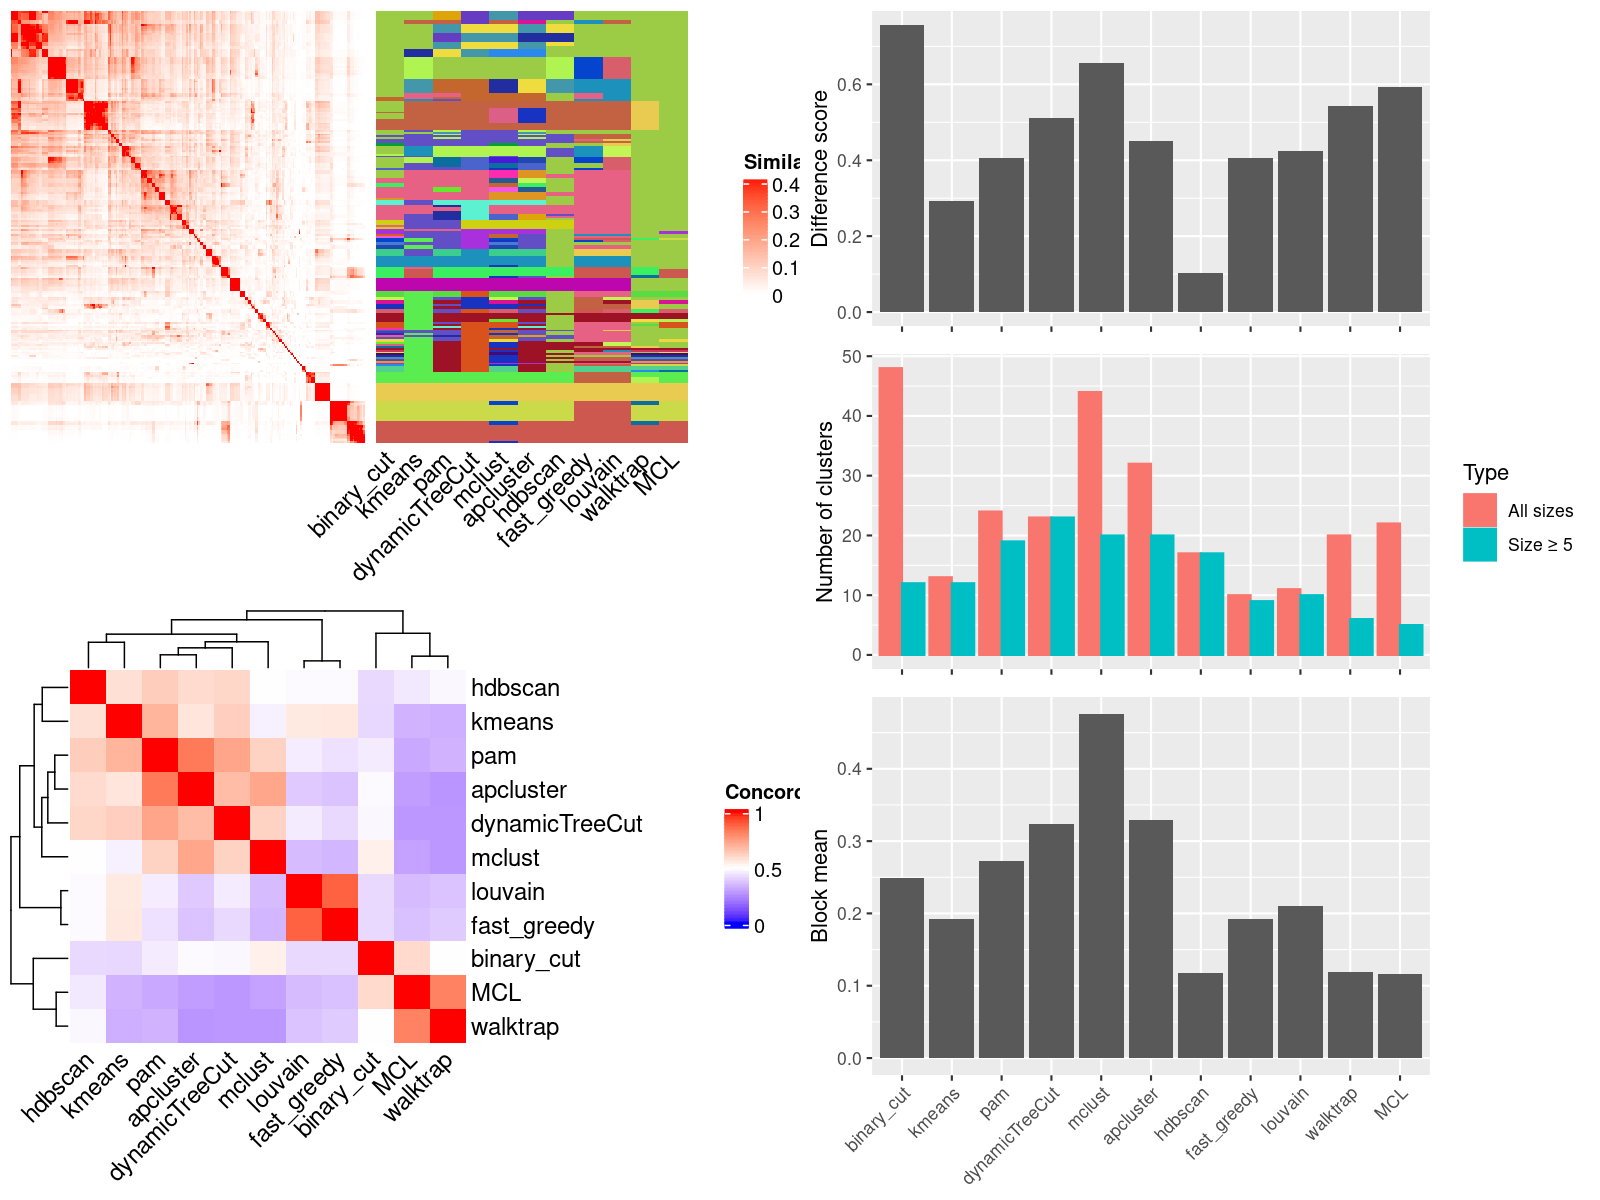 Simila
0.4
0.3
0.2
0.1
0
binary_cut
kmeans
pam
dynamicTreeCut
mclust
apcluster
hdbscan
fast_greedy
louvain
walktrap
MCL
hdbscan
kmeans
pam
apcluster
dynamicTreeCut
mclust
louvain
fast_greedy
binary_cut
MCL
walktrap
hdbscan
kmeans
pam
apcluster
dynamicTreeCut
mclust
louvain
fast_greedy
binary_cut
MCL
walktrap
Concord
1
0.5
0
Difference score
0.6
0.4
0.2
0.0
Number of clusters
50
40
30
20
10
0
Type
All sizes
Size ≥ 5
Block mean
0.4
0.3
0.2
0.1
0.0
binary_cut
kmeans
pam
dynamicTreeCut
mclust
apcluster
hdbscan
fast_greedy
louvain
walktrap
MCL